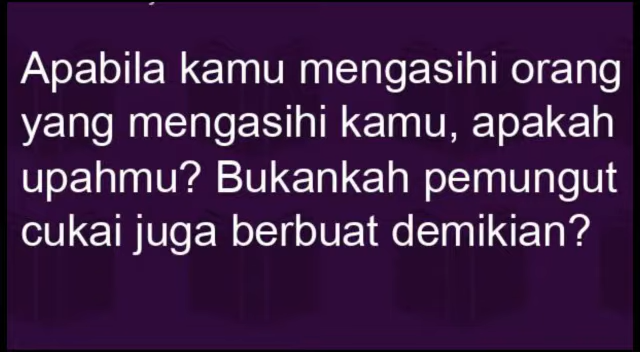 Apabila kamu mengasihi orang
yang mengasihi kamu, apakah
upahmu? Bukankah pemungut
cukai juga berbuat demikian?